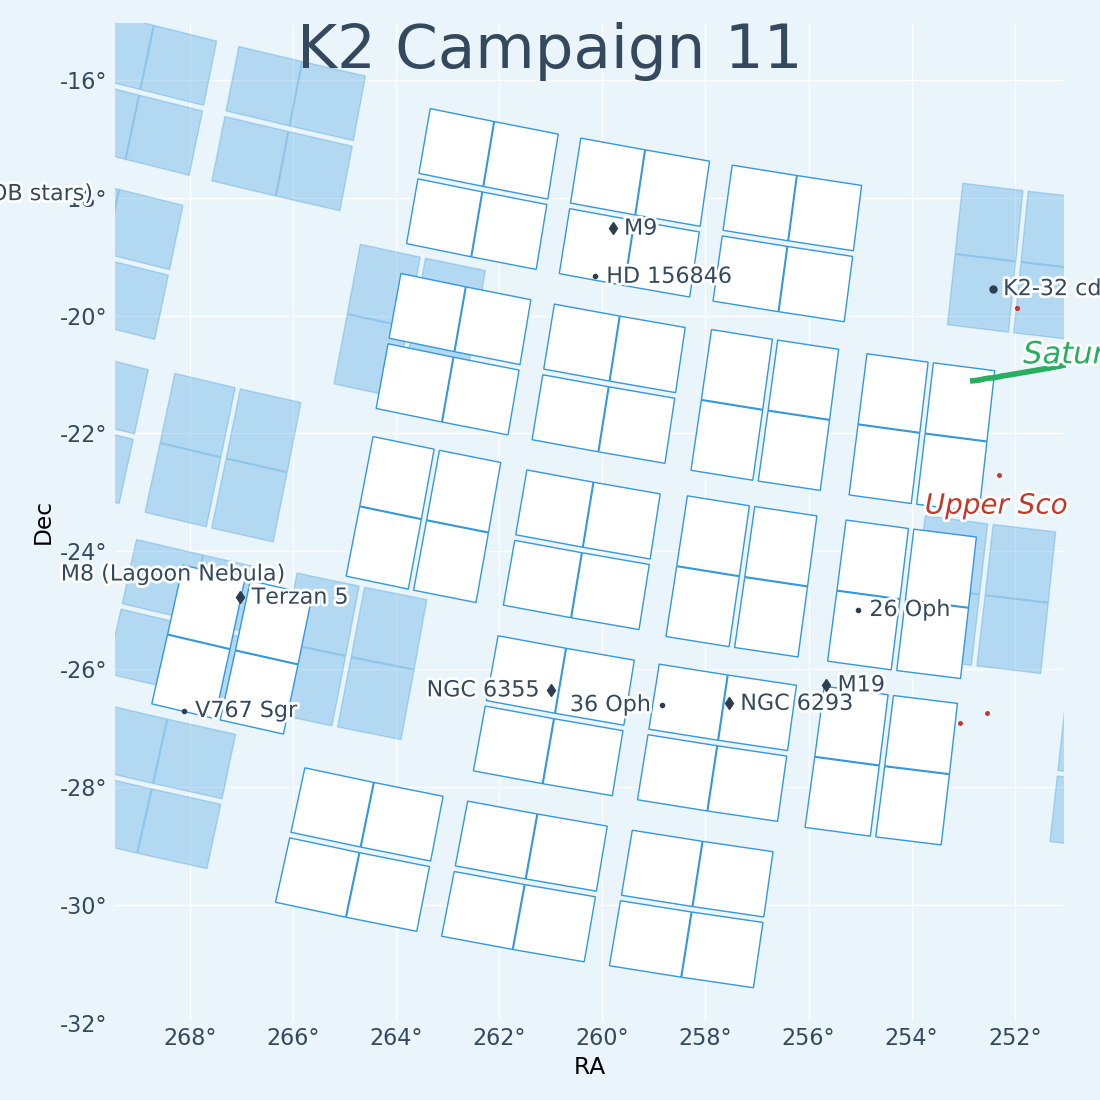 K2 Campaign 11
-16°
OB stars)
-18°
M9
HD 156846
K2-32 cd
-20°
Satur
-22°
Upper Sco
Dec
-24°
M8 (Lagoon Nebula)
Terzan 5
26 Oph
-26°
NGC 6355
M19
36 Oph
NGC 6293
V767 Sgr
-28°
-30°
-32°
268° 266° 264° 262° 260° 258° 256° 254° 252°
RA